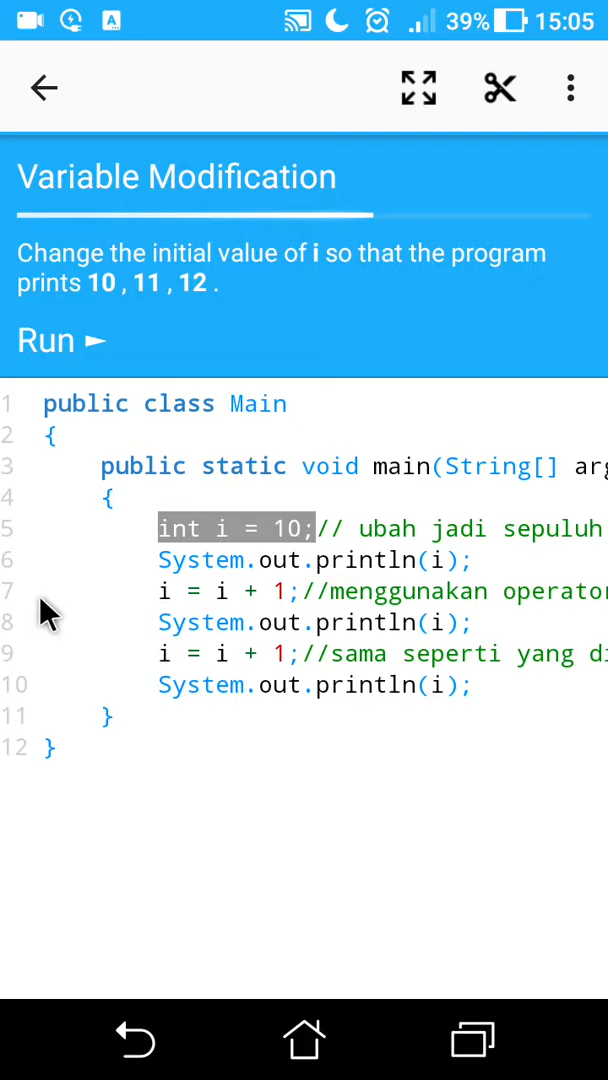 39% 15:05
Variable Modification
Change the initial value of i so that the program
prints 10 , 11 , 12 .
Run ►
1 public class Main
2 {
3 public static void main(String[]
4 {
5 int i = 10;// ubah jadi sepuluh
6 System.out.println(i);
7 i = i + 1;//menggunakan operator
8 System.out.println(i);
9 i = i + 1;//sama seperti yang
10 System.out.println(i);
11 }
12 }